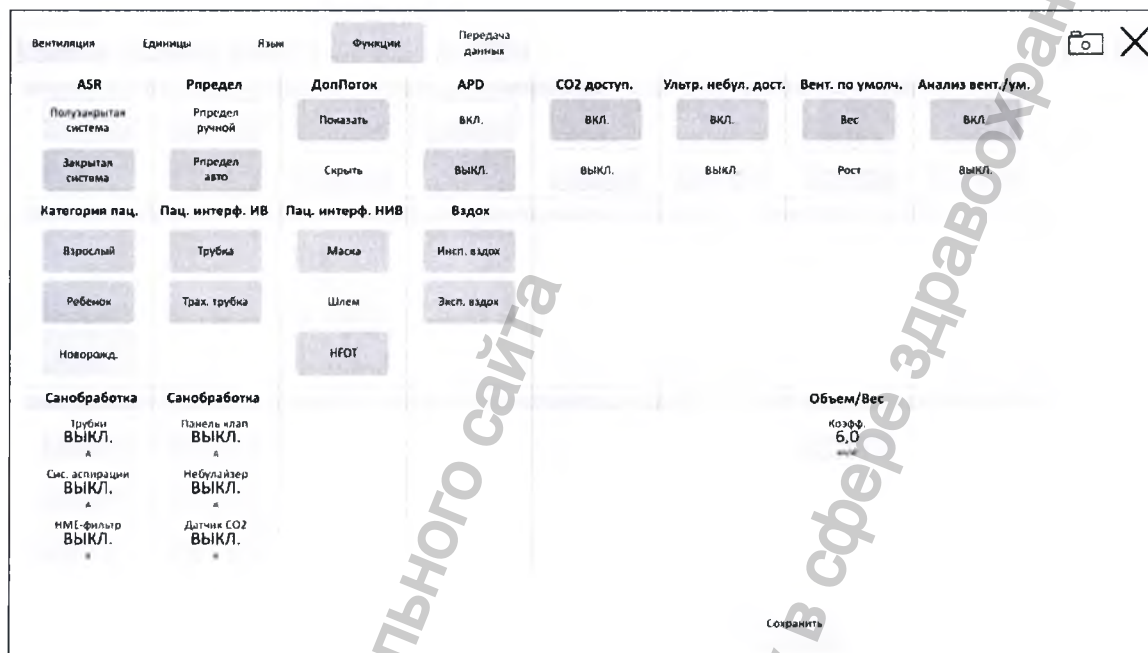 Вентиляция Единицы Язык Функции Передача данных
ASR Рпредел ДопПоток APD CO2 доступ. Ультр. небул. дост. Вент. по умолч. Анализ вент./ум.
Полузакрытая система Рпредел ручной Показать ВКЛ. ВКЛ. ВКЛ. Вес ВКЛ.
Закрытая система Рпредел авто Скрыть ВЫКЛ. ВЫКЛ. ВЫКЛ. Рост ВЫКЛ.
Категория пац. Пац. интерф. ИВ Пац. интерф. НИВ Вздох
Взрослый Трубка Маска Инсп. вздох
Ребенок Трах. трубка Шлем Эксп. вздох
Новорожд. HFOT
Санобработка Санобработка Объем/Вес
Трубки Панель клап Коэфф.
ВЫКЛ. ВЫКЛ. 6,0
Сис. аспирации Небулайзер
ВЫКЛ. ВЫКЛ.
HME-фильтр Датчик CO2
ВЫКЛ. ВЫКЛ.
Сохранить
льного сайта
в сфере здравоохран